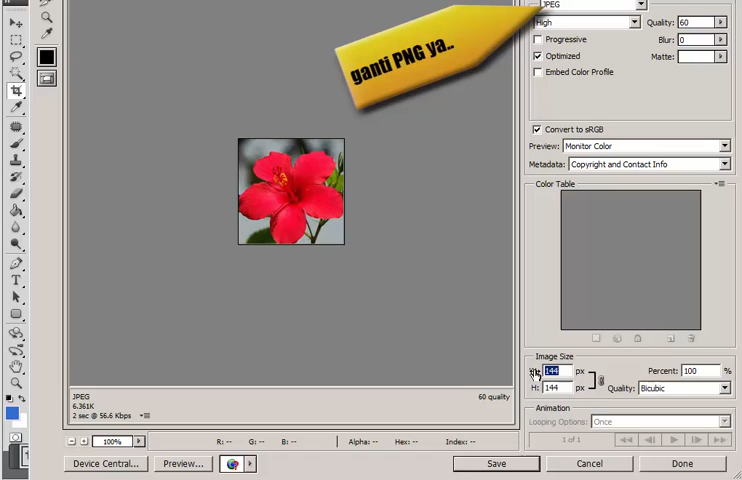 JPEG
High
Quality: 60
Progressive
Blur: 0
Optimized
Matte:
Embed Color Profile
ganti PNG ya..
Convert to sRGB
Preview: Monitor Color
Metadata: Copyright and Contact Info
Color Table
Image Size
144 px
Percent: 100 %
H: 144 px
Quality: Bicubic
JPEG
60 quality
6.361K
2 sec @ 56.6 Kbps
Animation
Looping Options: Once
1 of 1
100%
R: -- G: -- B: -- Alpha: -- Hex: -- Index: --
Device Central...
Preview...
Save
Cancel
Done